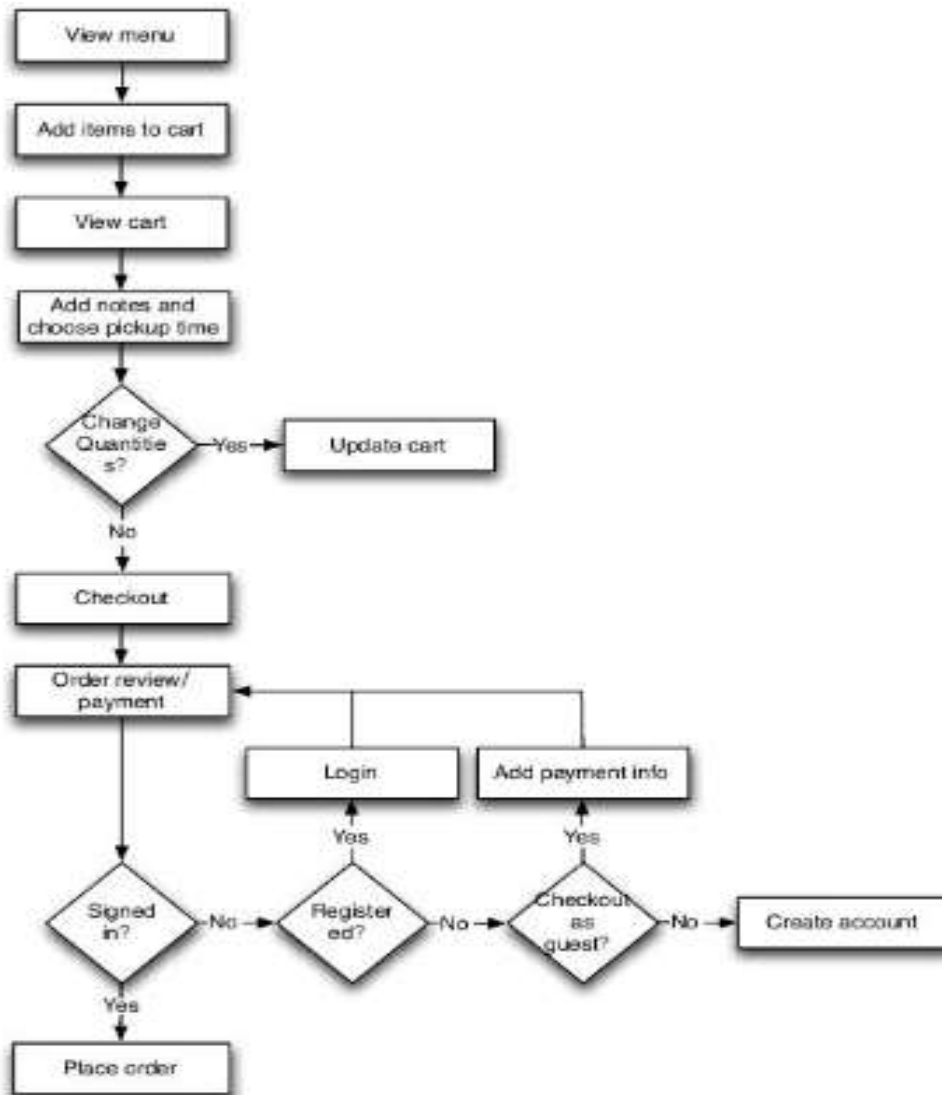 View menu
Add items to cart
View cart
Add notes and
choose pickup time
Change
Quantitie
s?
Yes
Update cart
No
Checkout
Order review/
payment
Login
Add payment info
Yes
Yes
Signed
in?
No
Register
ed?
No
Checkout
as
guest?
No
Create account
Yes
Place order